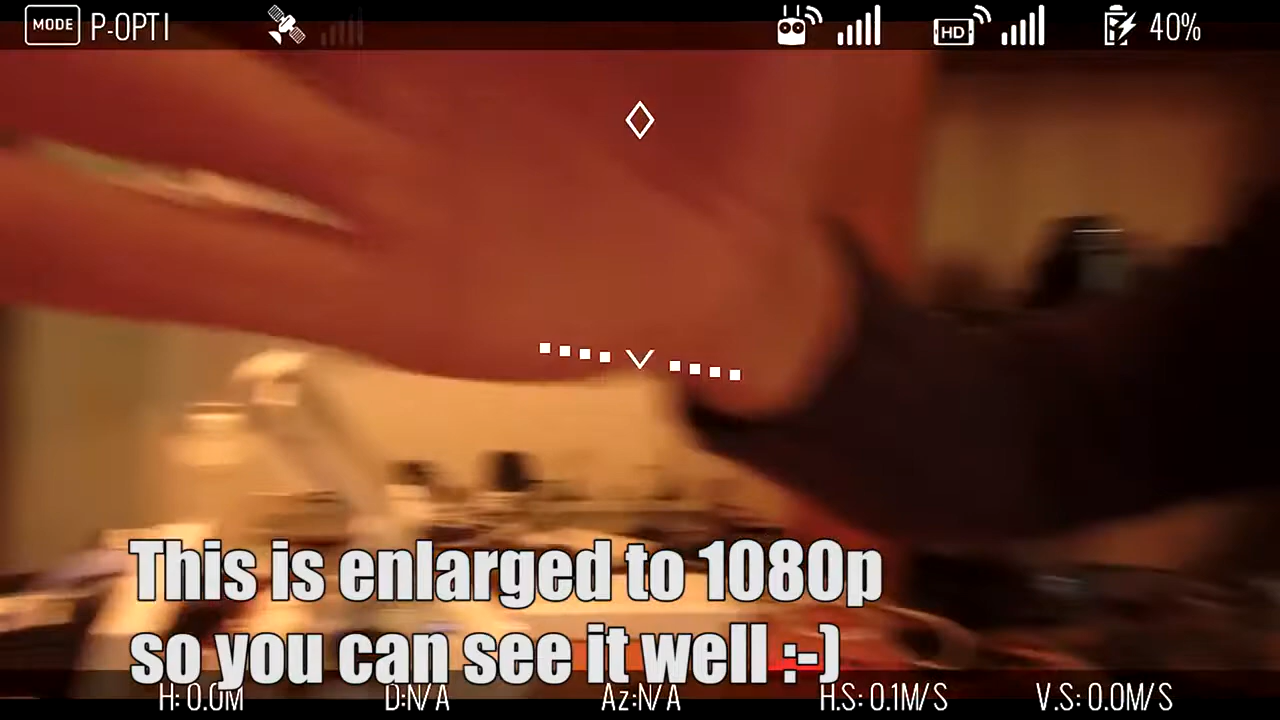 MODE P-OPTI HD 40%
This is enlarged to 1080p
so you can see it well :-)
H: 0.0M D:N/A Az:N/A H.S: 0.1M/S V.S: 0.0M/S